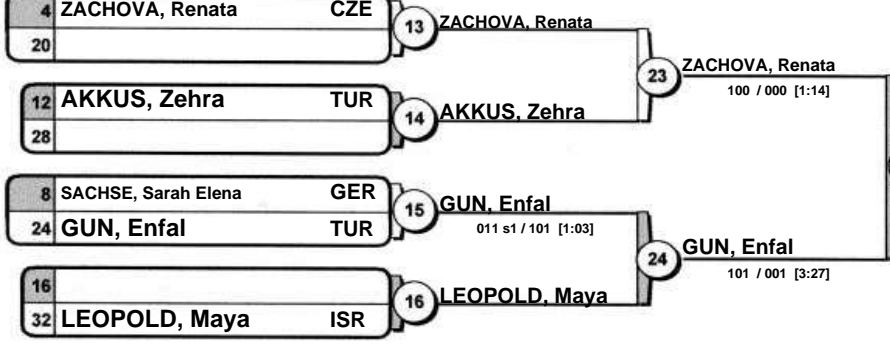 4 ZACHOVA, Renata CZE
20
13
ZACHOVA, Renata
12 AKKUS, Zehra TUR
28
14
AKKUS, Zehra
23
ZACHOVA, Renata
100 / 000 [1:14]
8 SACHSE, Sarah Elena GER
24 GUN, Enfal TUR
15
GUN, Enfal
011 s1 / 101 [1:03]
16
32 LEOPOLD, Maya ISR
16
LEOPOLD, Maya
24
GUN, Enfal
101 / 001 [3:27]